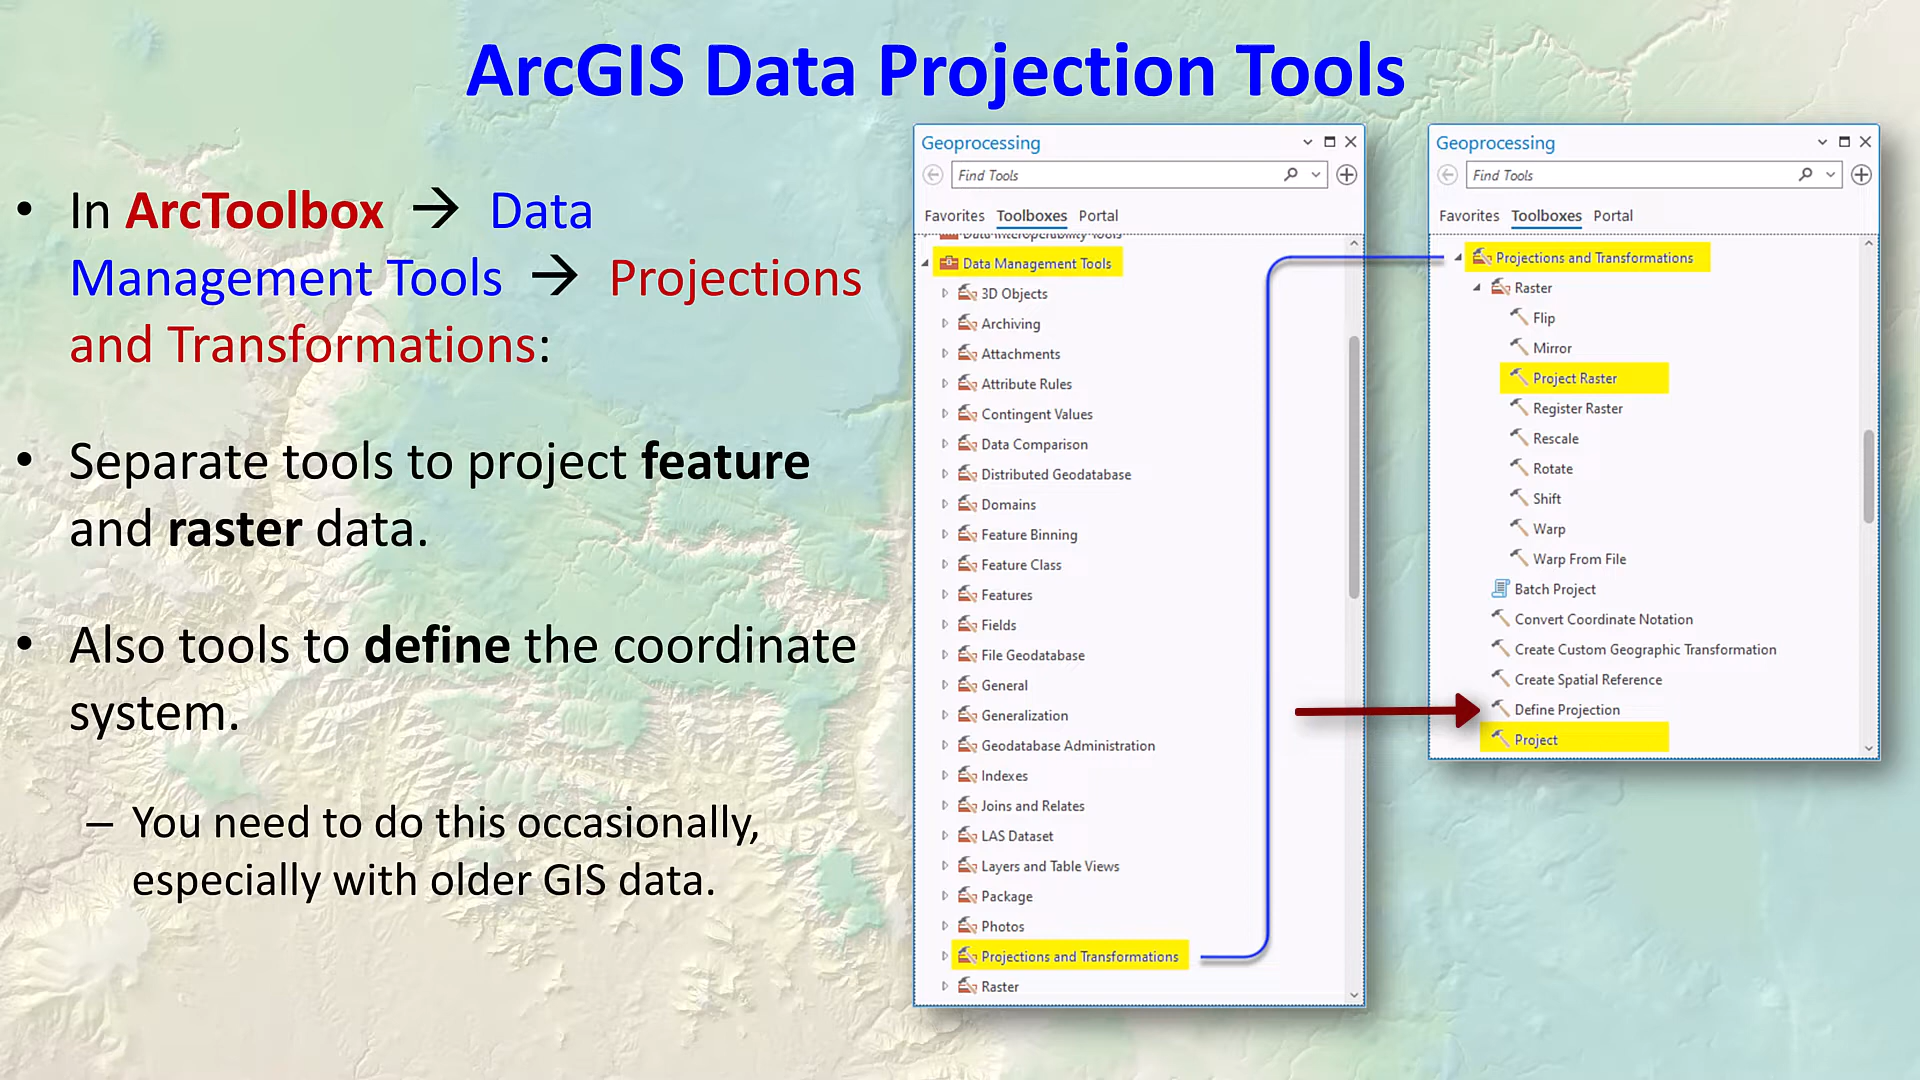 ArcGIS Data Projection Tools
• In ArcToolbox → Data
Management Tools → Projections
and Transformations:
• Separate tools to project feature
and raster data.
• Also tools to define the coordinate
system.
– You need to do this occasionally,
especially with older GIS data.
Geoprocessing
Find Tools
Favorites Toolboxes Portal
Data Interoperability Tools
Data Management Tools
3D Objects
Archiving
Attachments
Attribute Rules
Contingent Values
Data Comparison
Distributed Geodatabase
Domains
Feature Binning
Feature Class
Features
Fields
File Geodatabase
General
Generalization
Geodatabase Administration
Indexes
Joins and Relates
LAS Dataset
Layers and Table Views
Package
Photos
Projections and Transformations
Raster
Geoprocessing
Find Tools
Favorites Toolboxes Portal
Projections and Transformations
Raster
Flip
Mirror
Project Raster
Register Raster
Rescale
Rotate
Shift
Warp
Warp From File
Batch Project
Convert Coordinate Notation
Create Custom Geographic Transformation
Create Spatial Reference
Define Projection
Project